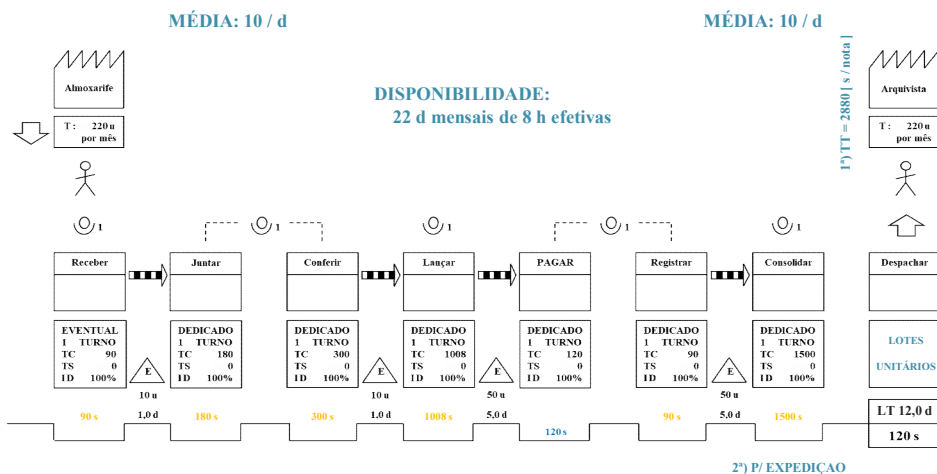 MÉDIA: 10 / d
MÉDIA: 10 / d
Almoxarife
T : 220 u
por mês
DISPONIBILIDADE:
22 d mensais de 8 h efetivas
1ª) TT = 2880 [ s / nota ]
Arquivista
T : 220 u
por mês
1
1
1
1
1
Receber
Juntar
Conferir
Lançar
PAGAR
Registrar
Consolidar
Despachar
EVENTUAL
1 TURNO
TC 90
TS 0
ID 100%
E
10 u
1,0 d
DEDICADO
1 TURNO
TC 180
TS 0
ID 100%
DEDICADO
1 TURNO
TC 300
TS 0
ID 100%
E
10 u
1,0 d
DEDICADO
1 TURNO
TC 1008
TS 0
ID 100%
E
50 u
5,0 d
DEDICADO
1 TURNO
TC 120
TS 0
ID 100%
DEDICADO
1 TURNO
TC 90
TS 0
ID 100%
E
50 u
5,0 d
DEDICADO
1 TURNO
TC 1500
TS 0
ID 100%
LOTES
UNITÁRIOS
90 s
180 s
300 s
1008 s
120 s
90 s
1500 s
LT 12,0 d
120 s
2ª) P/ EXPEDIÇAO